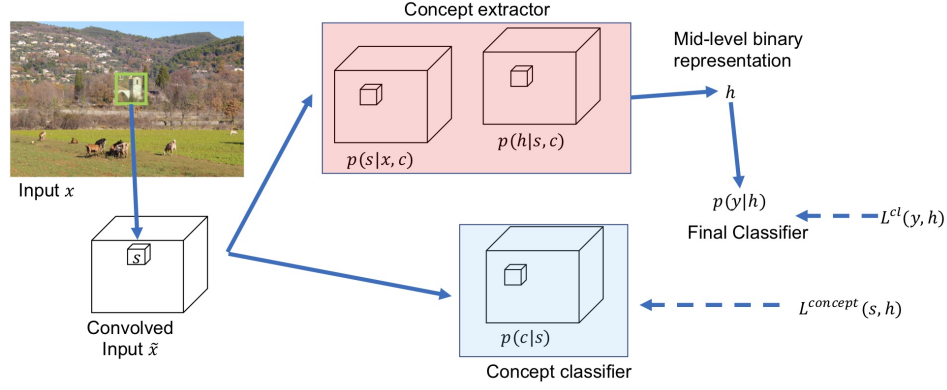 Concept extractor
Mid-level binary
representation
h
p(s|x, c)
p(h|s, c)
Input x
p(y|h)
L^{cl}(y, h)
Final Classifier
s
Convolved
Input x̃
p(c|s)
L^{concept}(s, h)
Concept classifier